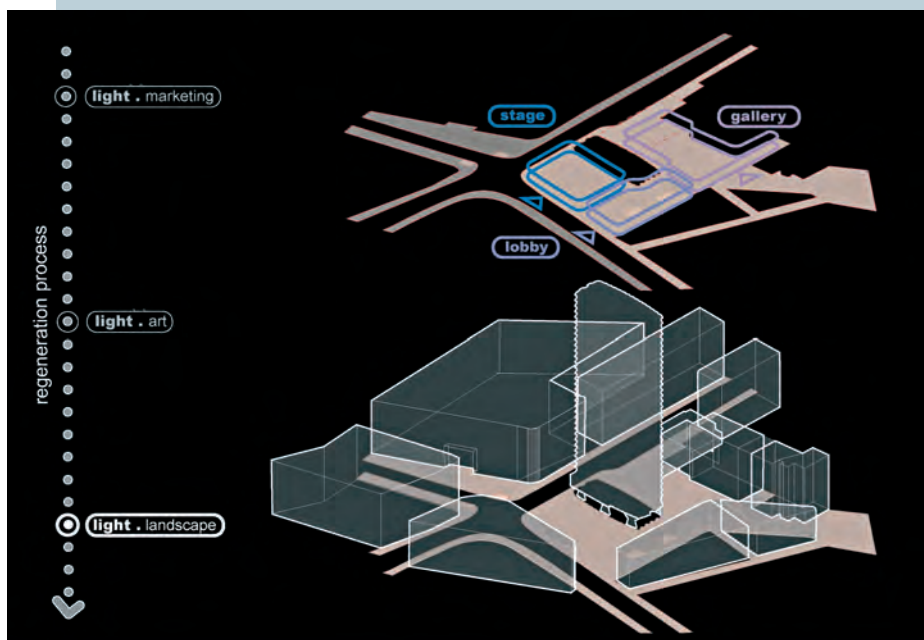 light . marketing
stage
gallery
lobby
regeneration process
light . art
light . landscape